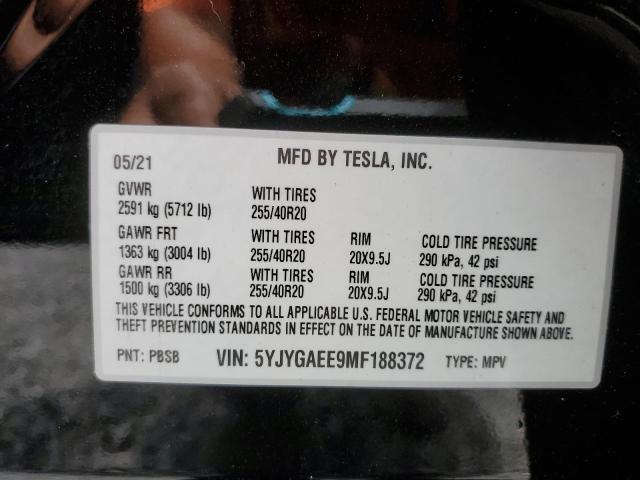 05/21 MFD BY TESLA, INC.
GVWR WITH TIRES
2591 kg (5712 lb) 255/40R20
GAWR FRT WITH TIRES RIM COLD TIRE PRESSURE
1363 kg (3004 lb) 255/40R20 20X9.5J 290 kPa, 42 psi
GAWR RR WITH TIRES RIM COLD TIRE PRESSURE
1500 kg (3306 lb) 255/40R20 20X9.5J 290 kPa, 42 psi
THIS VEHICLE CONFORMS TO ALL APPLICABLE U.S. FEDERAL MOTOR VEHICLE SAFETY AND
THEFT PREVENTION STANDARDS IN EFFECT ON THE DATE OF MANUFACTURE SHOWN ABOVE.
PNT: PBSB VIN: 5YJYGAEE9MF188372 TYPE: MPV